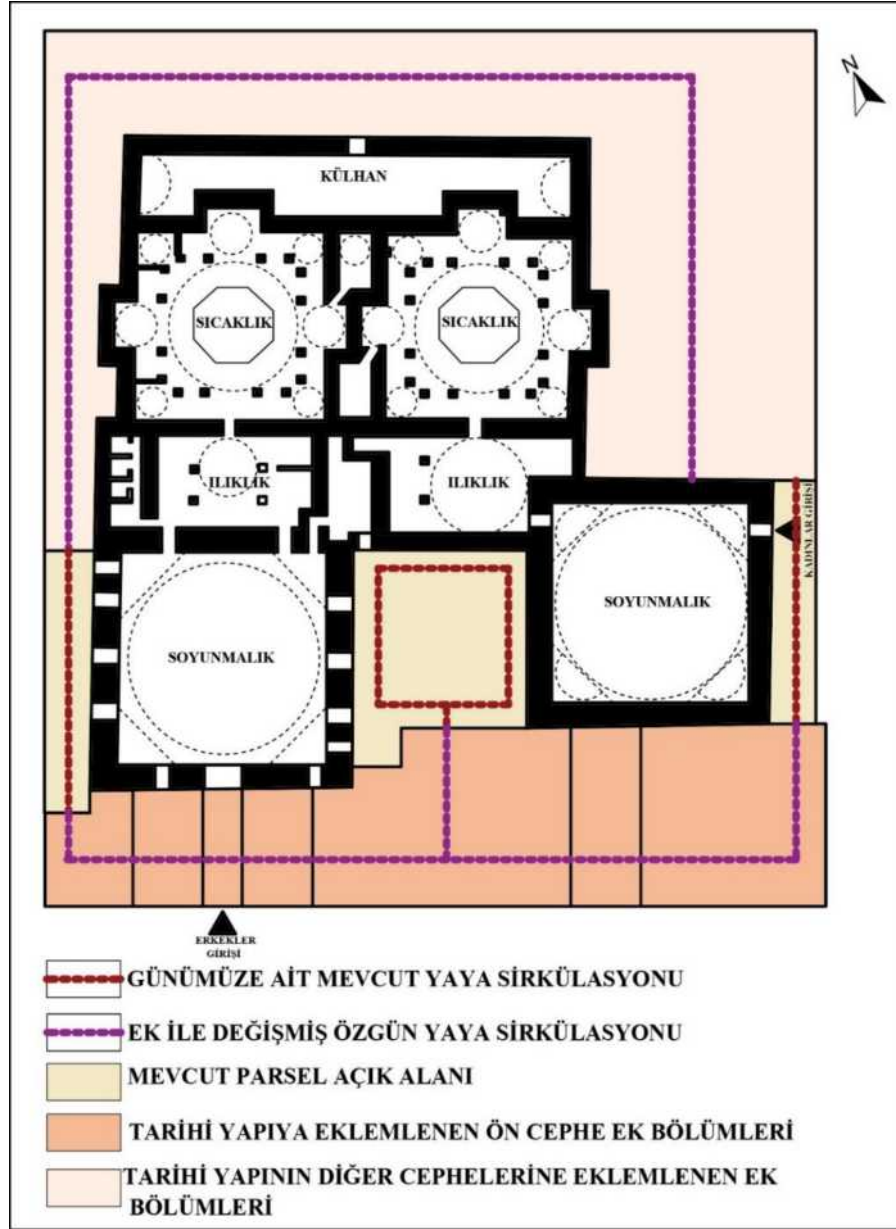 N
KÜLHAN
SICAKLIK
SICAKLIK
ILIKLIK
ILIKLIK
KADINLAR GİRİŞİ
SOYUNMALIK
SOYUNMALIK
ERKEKLER
GİRİŞİ
GÜNÜMÜZE AİT MEVCUT YAYA SİRKÜLASYONU
EK İLE DEĞİŞMİŞ ÖZGÜN YAYA SİRKÜLASYONU
MEVCUT PARSEL AÇIK ALANI
TARİHİ YAPIYA EKLEMLENEN ÖN CEPHE EK BÖLÜMLERİ
TARİHİ YAPININ DİĞER CEPHELERİNE EKLEMLENEN EK
BÖLÜMLERİ